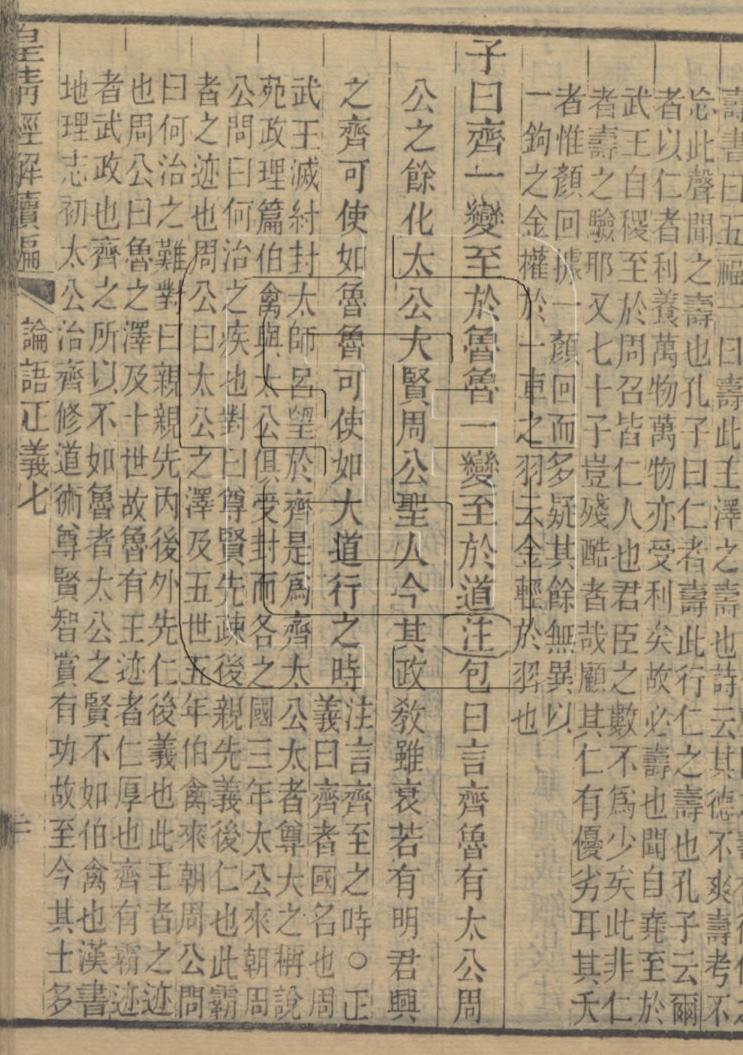 壽書曰五福一曰壽此王澤之壽也詩云其德不爽壽考不
忘此聲聞之壽也孔子曰仁者壽此行仁之壽也孔子云爾
者以仁者利養萬物萬物亦受利矣故必壽也聞自堯至於
武王自稷至於周召皆仁人也君臣之數不爲少矣此非仁
者壽之驗耶又七十子豈殘酷者哉顧其仁有優劣耳其夭
者惟顏回據一顏回而多疑其餘無異以
一鉤之金權於一車之羽云金輕於羽也
子曰齊一變至於魯魯一變至於道注包曰言齊魯有太公周
公之餘化太公大賢周公聖人今其政教雖衰若有明君興
之齊可使如魯魯可使如大道行之時
注言齊至之時○正
義曰齊者國名也周
武王滅紂封太師呂望於齊是爲齊太公太者尊大之稱說
苑政理篇伯禽與太公俱受封而各之國三年太公來朝周
公問曰何治之疾也對曰尊賢先疎後親先義後仁也此霸
者之迹也周公曰太公之澤及五世五年伯禽來朝周公問
曰何治之難對曰親親先內後外先仁後義也此王者之迹
也周公曰魯之澤及十世故魯有王迹者仁厚也齊有霸迹
者武政也齊之所以不如魯者太公之賢不如伯禽也漢書
地理志初太公治齊修道術尊賢智賞有功故至今其士多
皇清經解續編
論語正義七